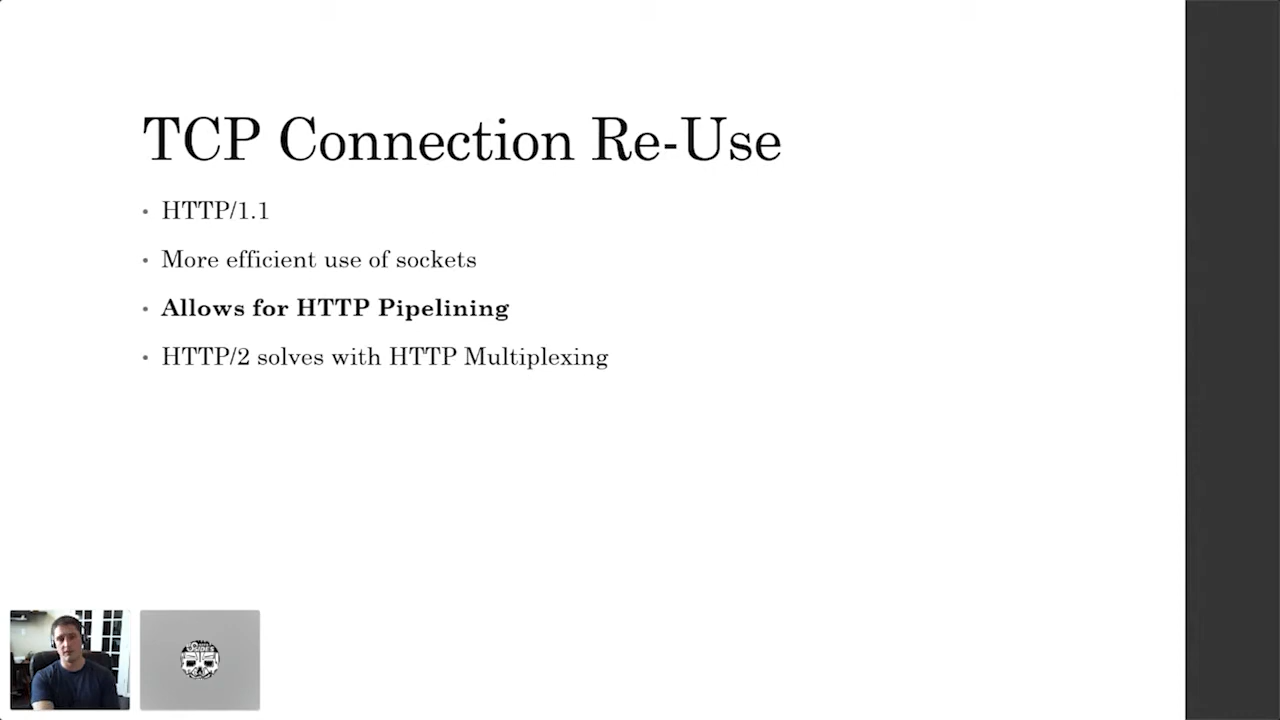 TCP Connection Re-Use
• HTTP/1.1
• More efficient use of sockets
• Allows for HTTP Pipelining
• HTTP/2 solves with HTTP Multiplexing
SIDES